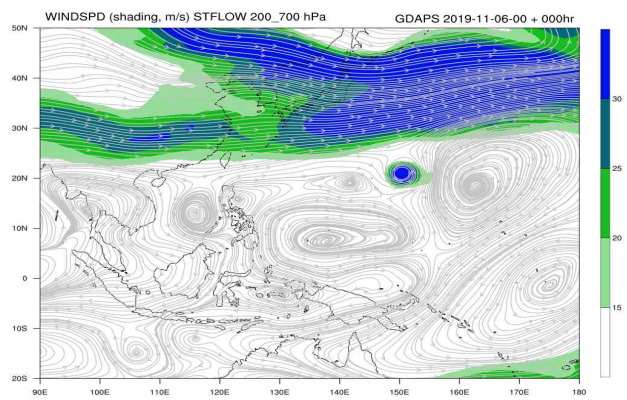 WINDSPD (shading, m/s) STFLOW 200_700 hPa GDAPS 2019-11-06-00 + 000hr
50N
40N
30N
20N
10N
0
10S
20S
90E 100E 110E 120E 130E 140E 150E 160E 170E 180
30
25
20
15